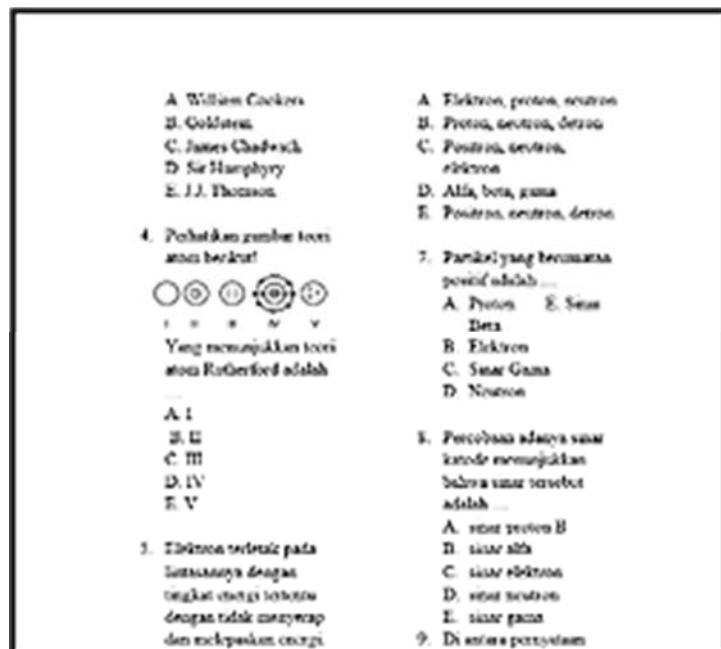 A. William Crookers
B. Goldstein
C. James Chadwick
D. Sir Humphyry
E. J.J. Thomson
4. Perhatikan gambar teori
atom berikut!
I II III IV V
Yang menunjukkan teori
atom Rutherford adalah
....
A. I
B. II
C. III
D. IV
E. V
5. Elektron terletak pada
lintasannya dengan
tingkat energi tertentu
dengan tidak menyerap
dan melepaskan energi
A. Elektron, proton, neutron
B. Proton, neutron, detron
C. Positron, neutron,
elektron
D. Alfa, beta, gama
E. Positron, neutron, detron
7. Partikel yang bermuatan
positif adalah ....
A. Proton E. Sinar
Beta
B. Elektron
C. Sinar Gama
D. Neutron
8. Percobaan adanya sinar
katode menunjukkan
bahwa sinar tersebut
adalah ....
A. sinar proton B
B. sinar alfa
C. sinar elektron
D. sinar neutron
E. sinar gama
9. Di antara pernyataan